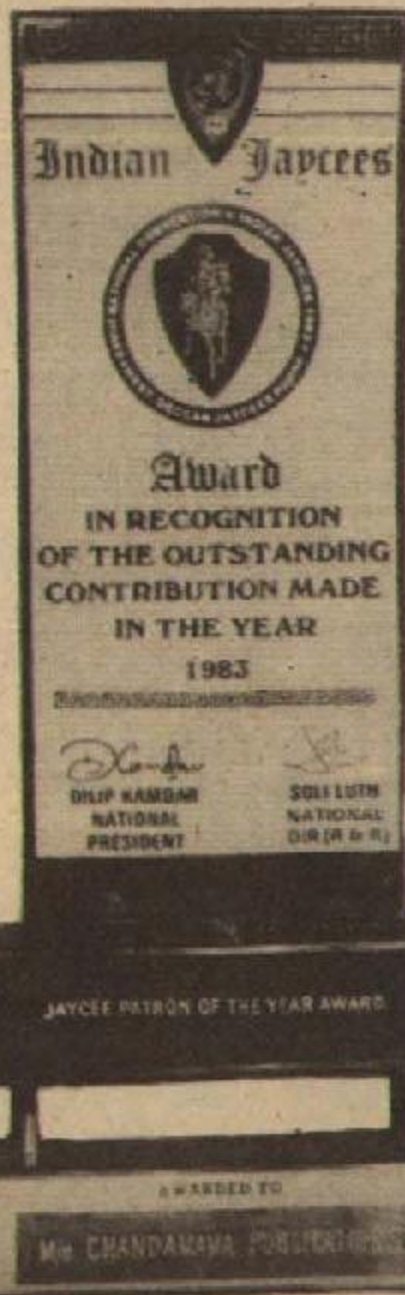 Indian Jaycees
Award
IN RECOGNITION
OF THE OUTSTANDING
CONTRIBUTION MADE
IN THE YEAR
1983
DILIP KAMDAR
NATIONAL
PRESIDENT
SOLI LUTH
NATIONAL
DIR (R & R)
JAYCEE PATRON OF THE YEAR AWARD
AWARDED TO
M/s CHANDAMAMA PUBLICATIONS